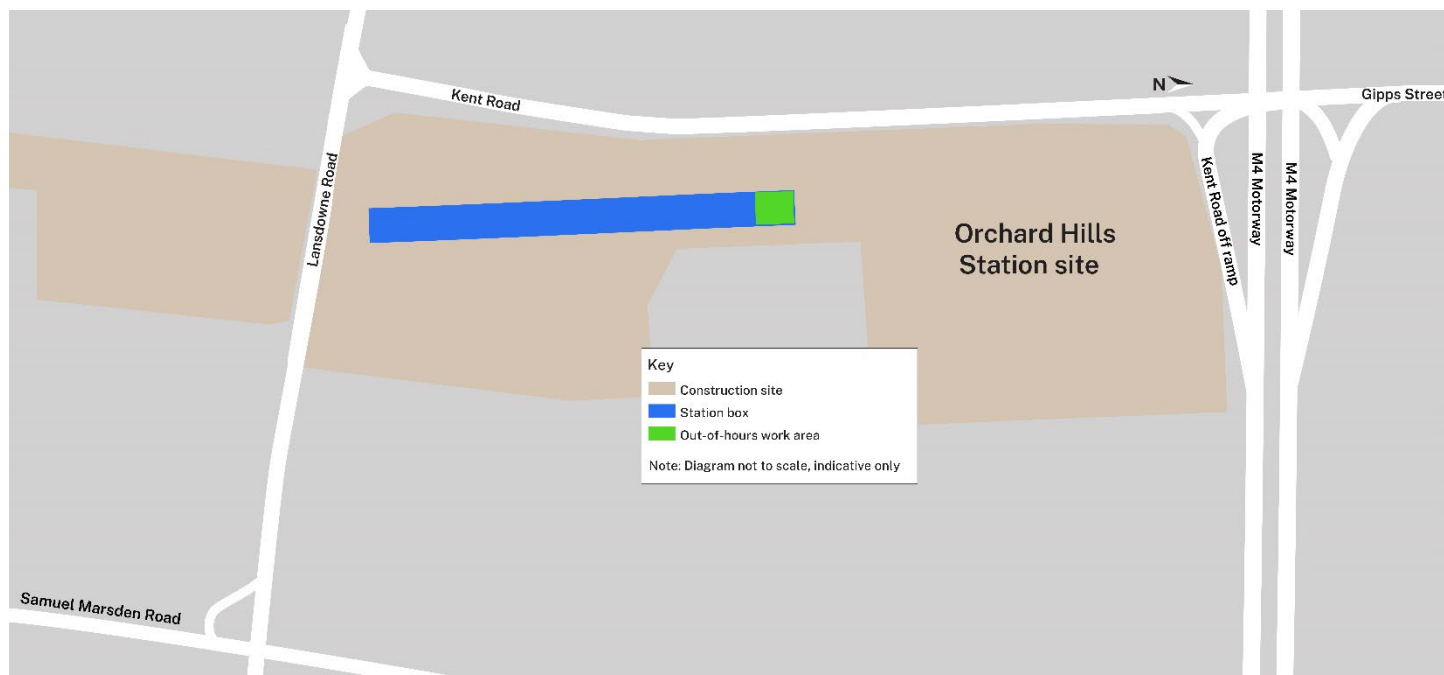 N
Gipps Street
Kent Road
Lansdowne Road
Kent Road off ramp
M4 Motorway
M4 Motorway
Orchard Hills
Station site
Key
Construction site
Station box
Out-of-hours work area
Note: Diagram not to scale, indicative only
Samuel Marsden Road